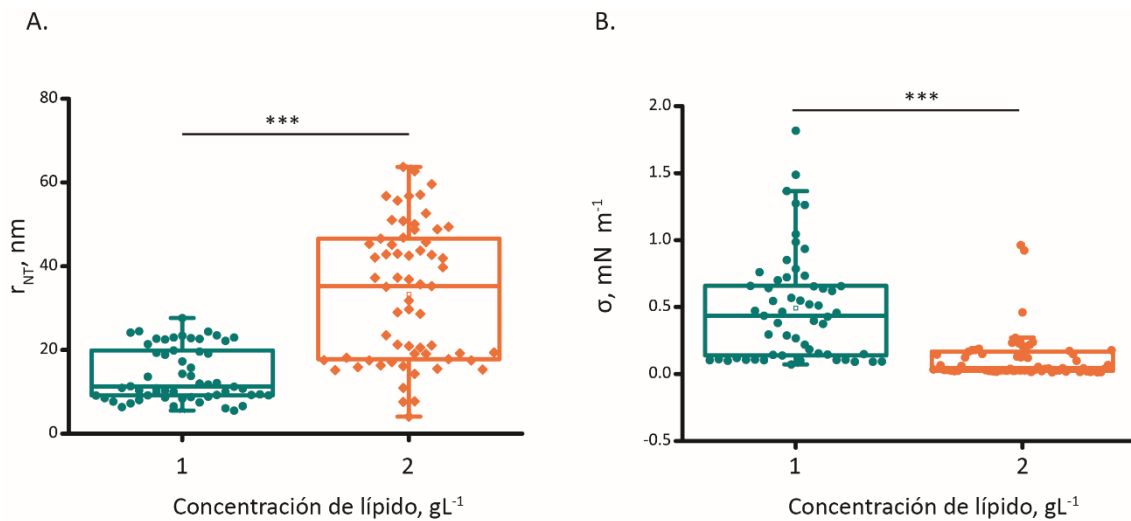 A.
B.
***
***
80
60
40
20
0
r_NT, nm
1
2
Concentración de lípido, gL⁻¹
2.0
1.5
1.0
0.5
0.0
-0.5
σ, mN m⁻¹
1
2
Concentración de lípido, gL⁻¹